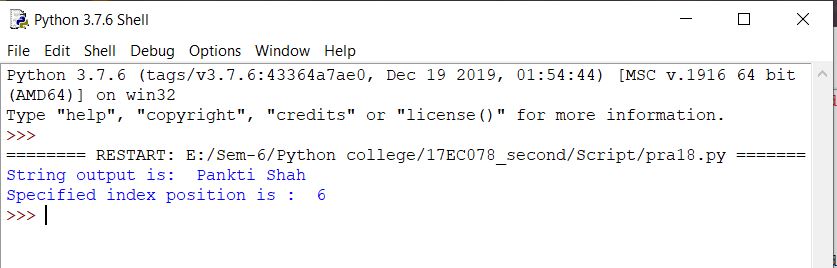 Python 3.7.6 Shell
File Edit Shell Debug Options Window Help
Python 3.7.6 (tags/v3.7.6:43364a7ae0, Dec 19 2019, 01:54:44) [MSC v.1916 64 bit
(AMD64)] on win32
Type "help", "copyright", "credits" or "license()" for more information.
>>>
======== RESTART: E:/Sem-6/Python college/17EC078_second/Script/pra18.py =======
String output is:  Pankti Shah
Specified index position is :  6
>>>